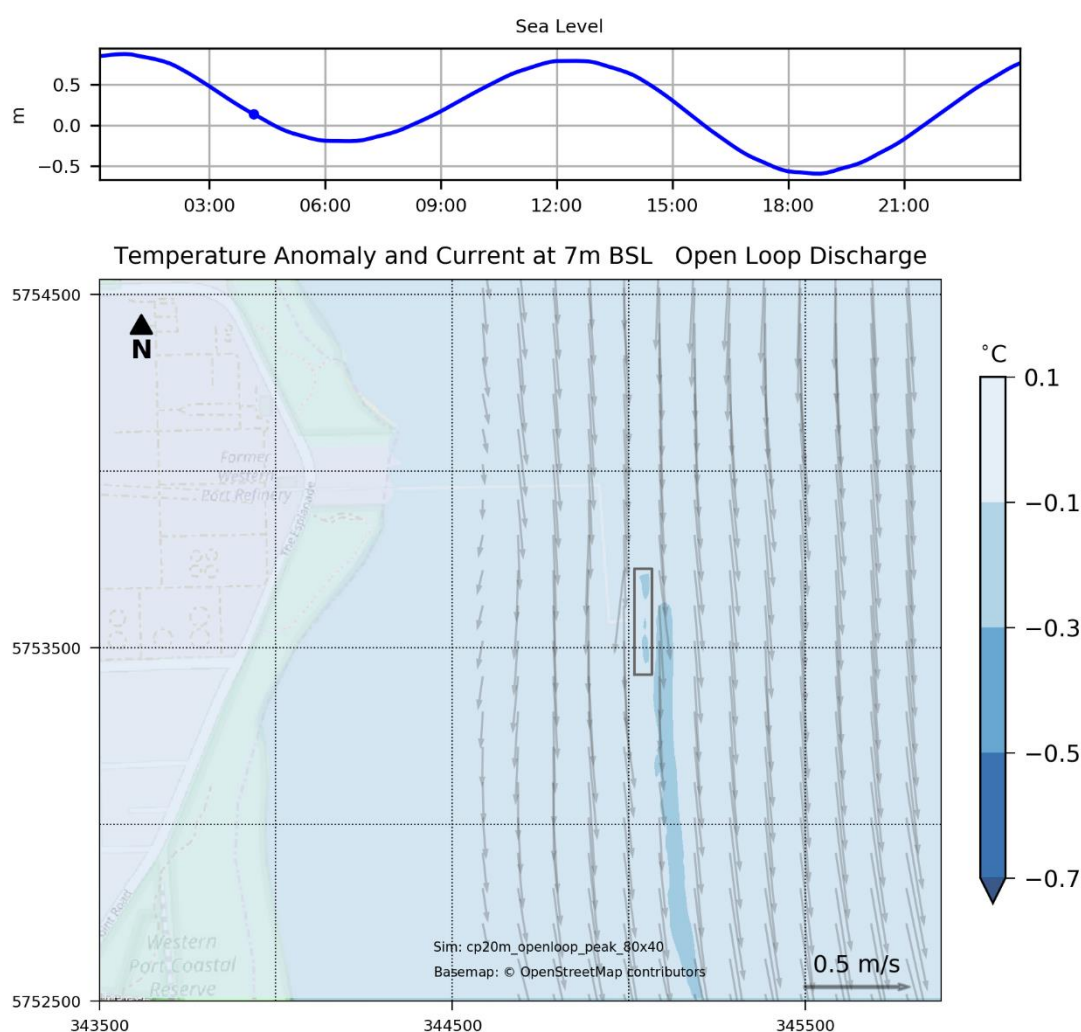 Sea Level
m
0.5
0.0
−0.5
03:00 06:00 09:00 12:00 15:00 18:00 21:00
Temperature Anomaly and Current at 7m BSL Open Loop Discharge
5754500
5753500
5752500
343500 344500 345500
N
Former
Western
Port Refinery
The Esplanade
Road
Western
Port Coastal
Reserve
Sim: cp20m_openloop_peak_80x40
Basemap: © OpenStreetMap contributors
0.5 m/s
°C
0.1
−0.1
−0.3
−0.5
−0.7